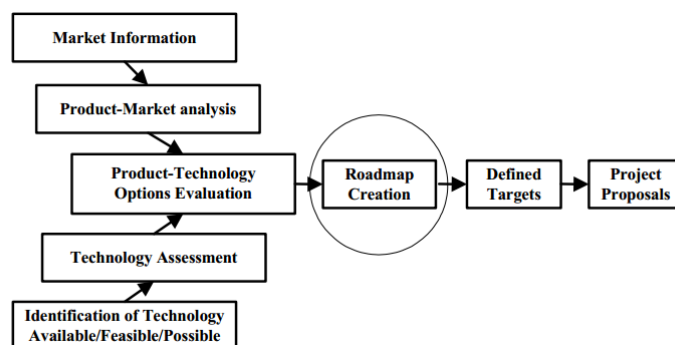 Market Information
Product-Market analysis
Product-Technology
Options Evaluation
Roadmap
Creation
Defined
Targets
Project
Proposals
Technology Assessment
Identification of Technology
Available/Feasible/Possible